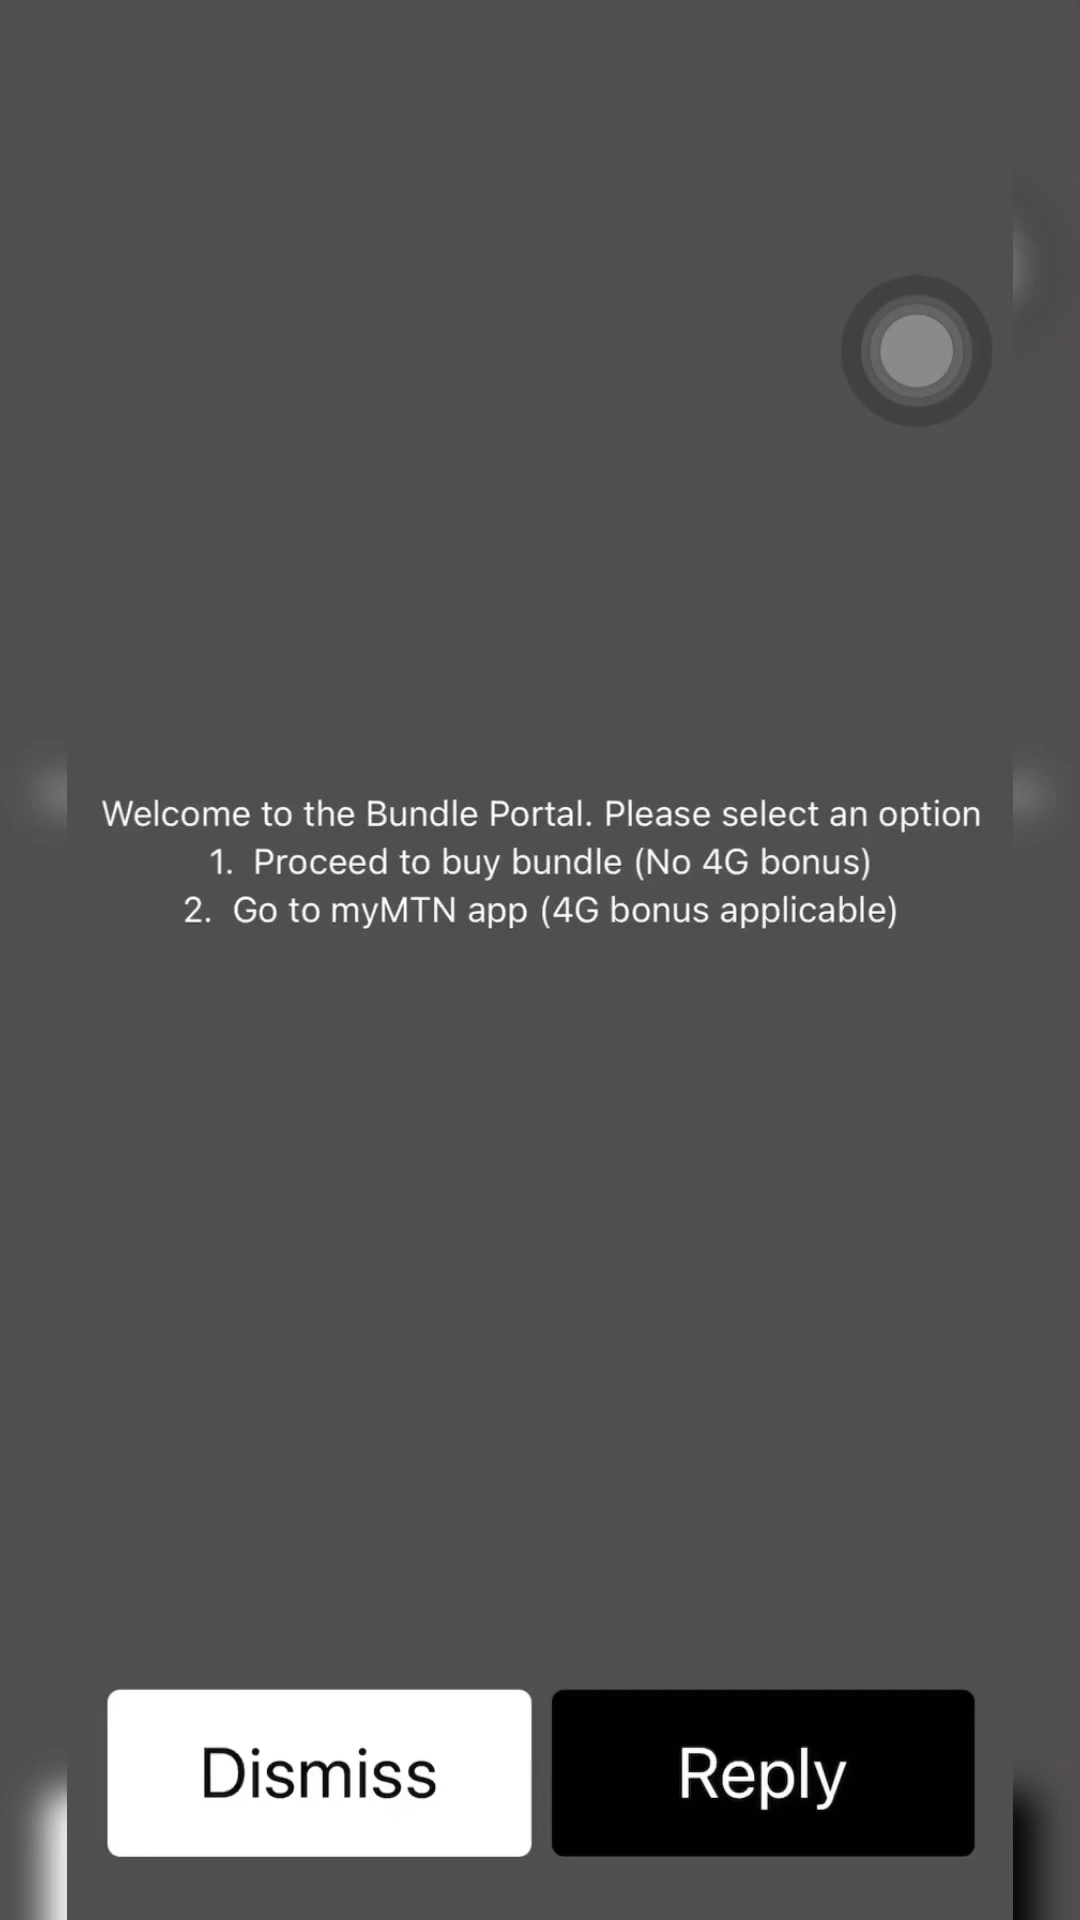 Welcome to the Bundle Portal. Please select an option
1. Proceed to buy bundle (No 4G bonus)
2. Go to myMTN app (4G bonus applicable)
Dismiss
Reply